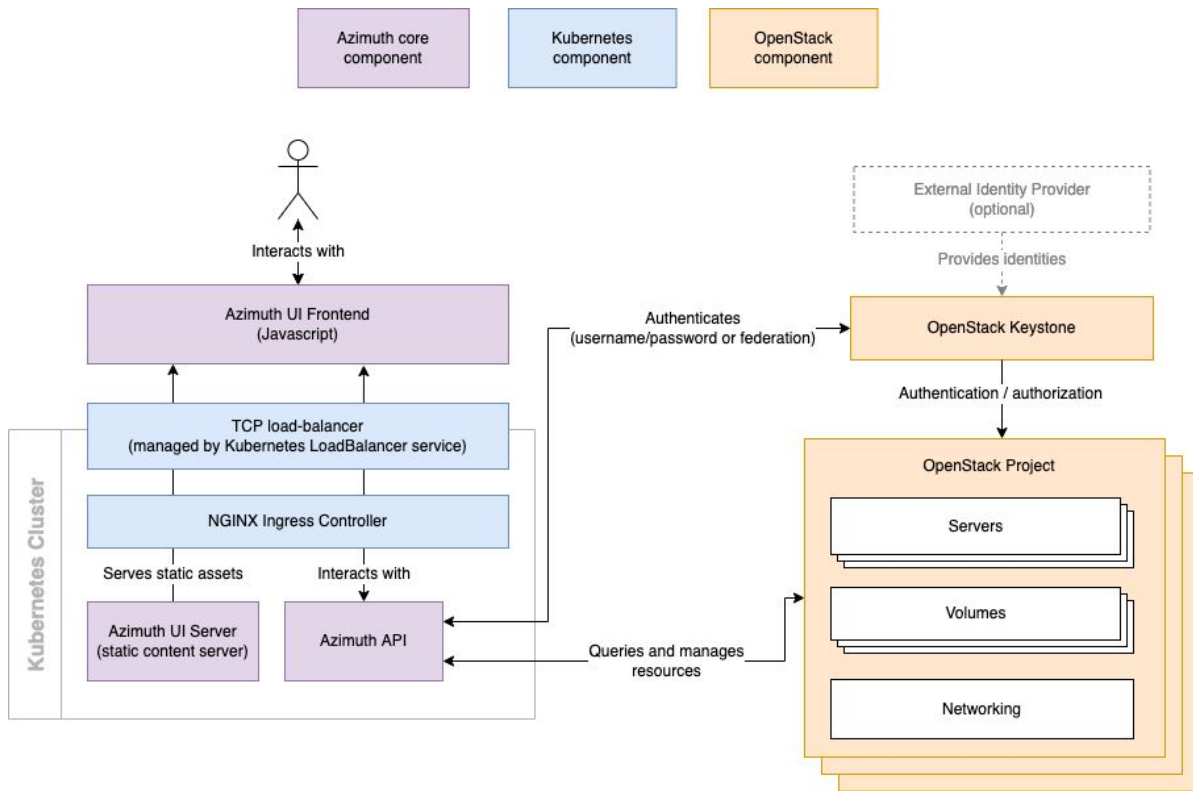 Azimuth core
component
Kubernetes
component
OpenStack
component
External Identity Provider
(optional)
Interacts with
Provides identities
Azimuth UI Frontend
(Javascript)
Authenticates
(username/password or federation)
OpenStack Keystone
Authentication / authorization
TCP load-balancer
(managed by Kubernetes LoadBalancer service)
OpenStack Project
NGINX Ingress Controller
Servers
Kubernetes Cluster
Serves static assets
Interacts with
Azimuth UI Server
(static content server)
Azimuth API
Volumes
Queries and manages
resources
Networking